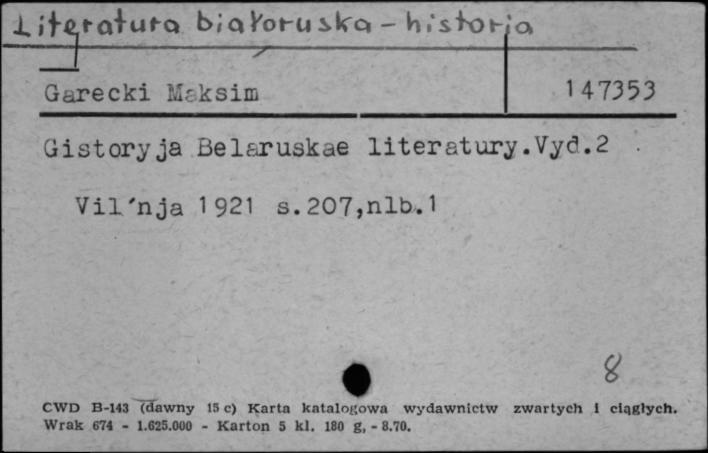 Literatura białoruska - historia
Garecki Maksim 147353
Gistoryja Belaruskae literatury.Vyd.2
Vil'nja 1921 s.207,nlb.1
8
CWD B-143 (dawny 15 c) Karta katalogowa wydawnictw zwartych i ciągłych.
Wrak 674 - 1.625.000 - Karton 5 kl. 180 g, - 8.70.